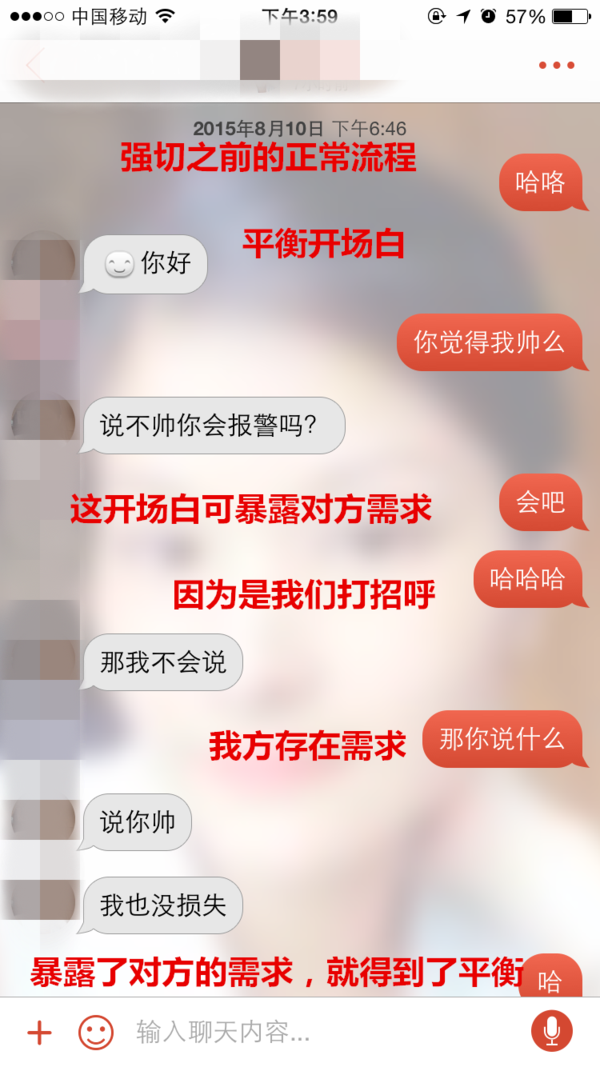 中国移动
下午3:59
57%
2015年8月10日 下午6:46
强切之前的正常流程
哈咯
平衡开场白
你好
你觉得我帅么
说不帅你会报警吗?
会吧
这开场白可暴露对方需求
哈哈哈
因为是我们打招呼
那我不会说
那你说什么
我方存在需求
说你帅
我也没损失
暴露了对方的需求，就得到了平衡
哈
输入聊天内容...